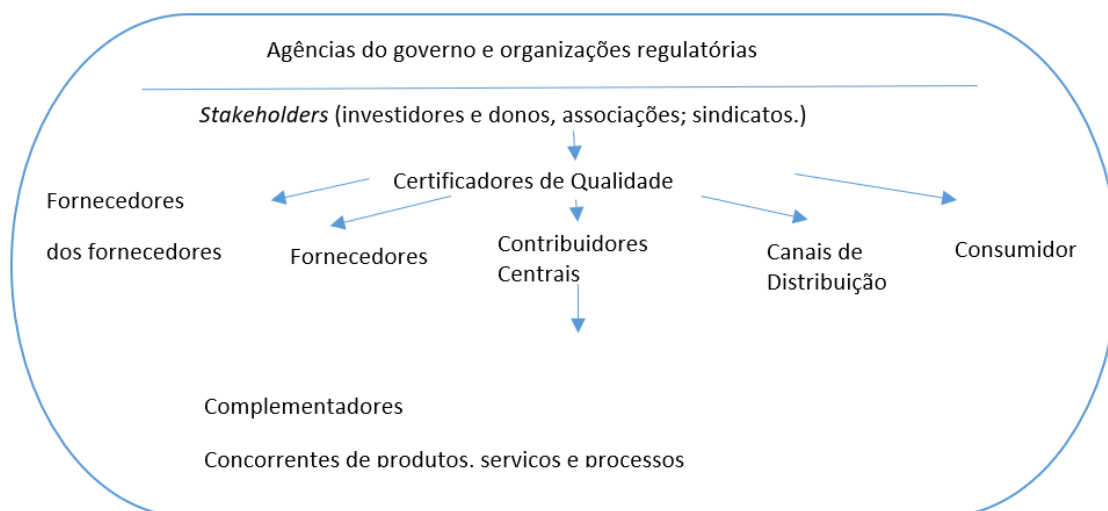 Agências do governo e organizações regulatórias
Stakeholders (investidores e donos, associações; sindicatos.)
Certificadores de Qualidade
Fornecedores
dos fornecedores
Fornecedores
Contribuidores
Centrais
Canais de
Distribuição
Consumidor
Complementadores
Concorrentes de produtos, serviços e processos